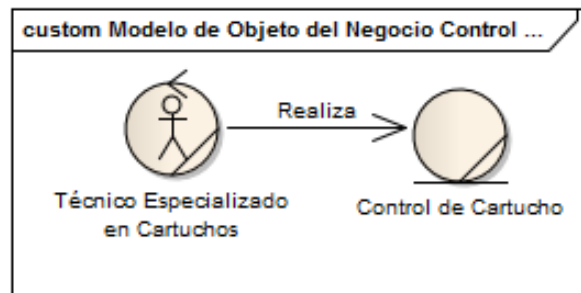 custom Modelo de Objeto del Negocio Control ...
Realiza
Técnico Especializado
en Cartuchos
Control de Cartucho